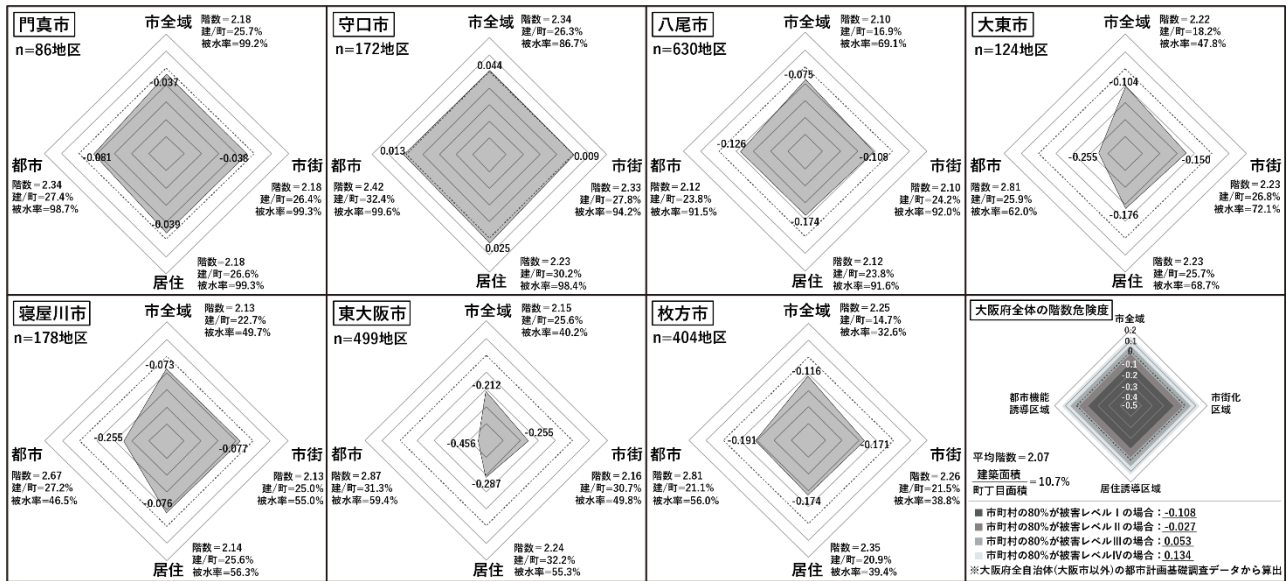 門真市
n=86地区
市全域
階数＝2.18
建/町＝25.7%
被水率＝99.2%
-0.037
-0.081
-0.038
-0.039
都市
階数＝2.34
建/町＝27.4%
被水率＝98.7%
市街
階数＝2.18
建/町＝26.4%
被水率＝99.3%
居住
階数＝2.18
建/町＝26.6%
被水率＝99.3%
守口市
n=172地区
市全域
階数＝2.34
建/町＝26.3%
被水率＝86.7%
0.044
0.013
0.009
0.025
都市
階数＝2.42
建/町＝32.4%
被水率＝99.6%
市街
階数＝2.33
建/町＝27.8%
被水率＝94.2%
居住
階数＝2.23
建/町＝30.2%
被水率＝98.4%
八尾市
n=630地区
市全域
階数＝2.10
建/町＝16.9%
被水率＝69.1%
-0.075
-0.126
-0.108
-0.174
都市
階数＝2.12
建/町＝23.8%
被水率＝91.5%
市街
階数＝2.10
建/町＝24.2%
被水率＝92.0%
居住
階数＝2.12
建/町＝23.8%
被水率＝91.6%
大東市
n=124地区
市全域
階数＝2.22
建/町＝18.2%
被水率＝47.8%
-0.104
-0.255
-0.150
-0.176
都市
階数＝2.81
建/町＝25.9%
被水率＝62.0%
市街
階数＝2.23
建/町＝26.8%
被水率＝72.1%
居住
階数＝2.23
建/町＝25.7%
被水率＝68.7%
寝屋川市
n=178地区
市全域
階数＝2.13
建/町＝22.7%
被水率＝49.7%
-0.073
-0.255
-0.077
-0.076
都市
階数＝2.67
建/町＝27.2%
被水率＝46.5%
市街
階数＝2.13
建/町＝25.0%
被水率＝55.0%
居住
階数＝2.14
建/町＝25.6%
被水率＝56.3%
東大阪市
n=499地区
市全域
階数＝2.15
建/町＝25.6%
被水率＝40.2%
-0.212
-0.456
-0.255
-0.287
都市
階数＝2.87
建/町＝31.3%
被水率＝59.4%
市街
階数＝2.16
建/町＝30.7%
被水率＝49.8%
居住
階数＝2.24
建/町＝32.2%
被水率＝55.3%
枚方市
n=404地区
市全域
階数＝2.25
建/町＝14.7%
被水率＝32.6%
-0.116
-0.191
-0.171
-0.174
都市
階数＝2.81
建/町＝21.1%
被水率＝56.0%
市街
階数＝2.26
建/町＝21.5%
被水率＝38.8%
居住
階数＝2.35
建/町＝20.9%
被水率＝39.4%
大阪府全体の階数危険度
市全域
0.2
0.1
0
-0.1
-0.2
-0.3
-0.4
-0.5
都市機能
誘導区域
市街化
区域
居住誘導区域
平均階数＝2.07
建築面積
町丁目面積
＝10.7%
市町村の80%が被害レベルⅠの場合：-0.108
市町村の80%が被害レベルⅡの場合：-0.027
市町村の80%が被害レベルⅢの場合：0.053
市町村の80%が被害レベルⅣの場合：0.134
※大阪府全自治体(大阪市以外)の都市計画基礎調査データから算出